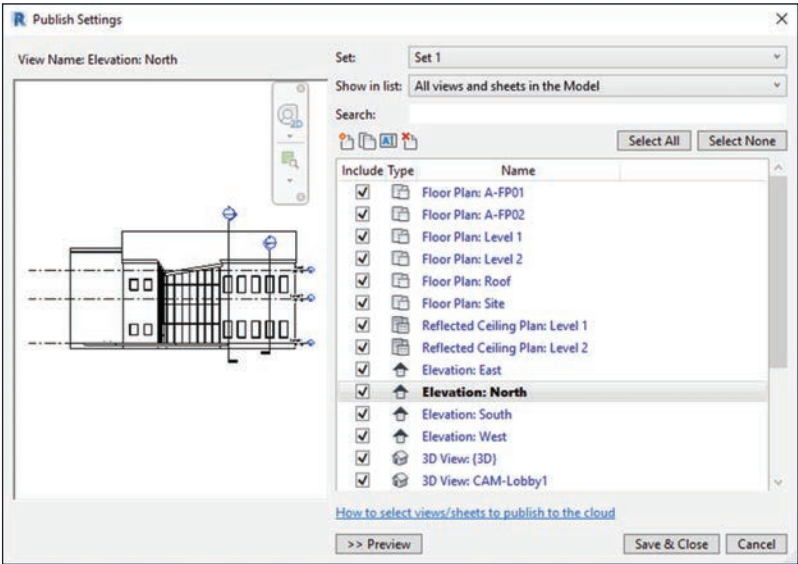 R Publish Settings
View Name: Elevation: North
2D
Set: Set 1
Show in list: All views and sheets in the Model
Search:
Select All Select None
Include Type Name
Floor Plan: A-FP01
Floor Plan: A-FP02
Floor Plan: Level 1
Floor Plan: Level 2
Floor Plan: Roof
Floor Plan: Site
Reflected Ceiling Plan: Level 1
Reflected Ceiling Plan: Level 2
Elevation: East
Elevation: North
Elevation: South
Elevation: West
3D View: {3D}
3D View: CAM-Lobby1
How to select views/sheets to publish to the cloud
>> Preview Save & Close Cancel